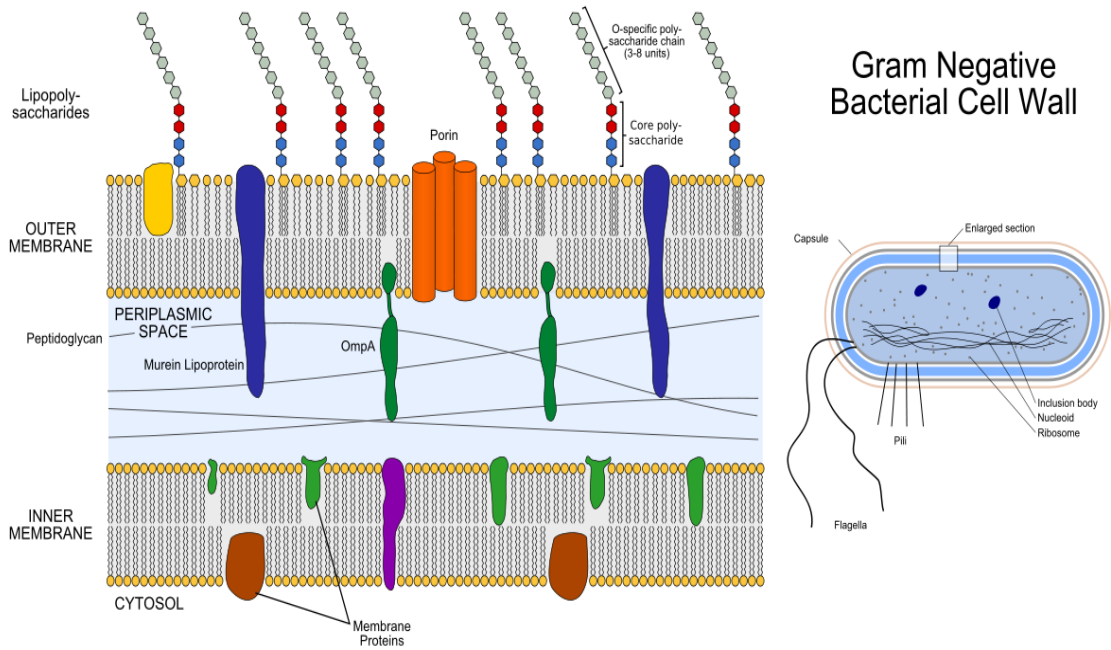 Gram Negative
Bacterial Cell Wall
O-specific poly-
saccharide chain
(3-8 units)
Lipopoly-
saccharides
Core poly-
saccharide
Porin
OUTER
MEMBRANE
PERIPLASMIC
SPACE
Peptidoglycan
OmpA
Murein Lipoprotein
INNER
MEMBRANE
CYTOSOL
Membrane
Proteins
Capsule
Enlarged section
Inclusion body
Nucleoid
Ribosome
Pili
Flagella